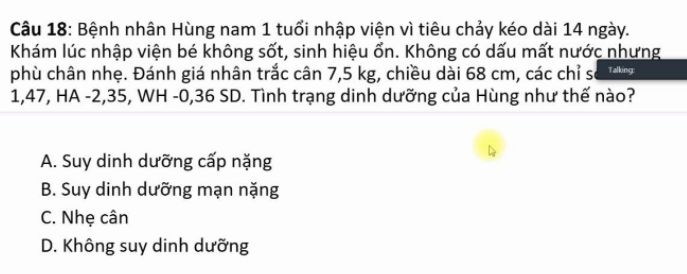 Câu 18: Bệnh nhân Hùng nam 1 tuổi nhập viện vì tiêu chảy kéo dài 14 ngày.
Khám lúc nhập viện bé không sốt, sinh hiệu ổn. Không có dấu mất nước nhưng
phù chân nhẹ. Đánh giá nhân trắc cân 7,5 kg, chiều dài 68 cm, các chỉ
Talking:
1,47, HA -2,35, WH -0,36 SD. Tình trạng dinh dưỡng của Hùng như thế nào?
A. Suy dinh dưỡng cấp nặng
B. Suy dinh dưỡng mạn nặng
C. Nhẹ cân
D. Không suy dinh dưỡng